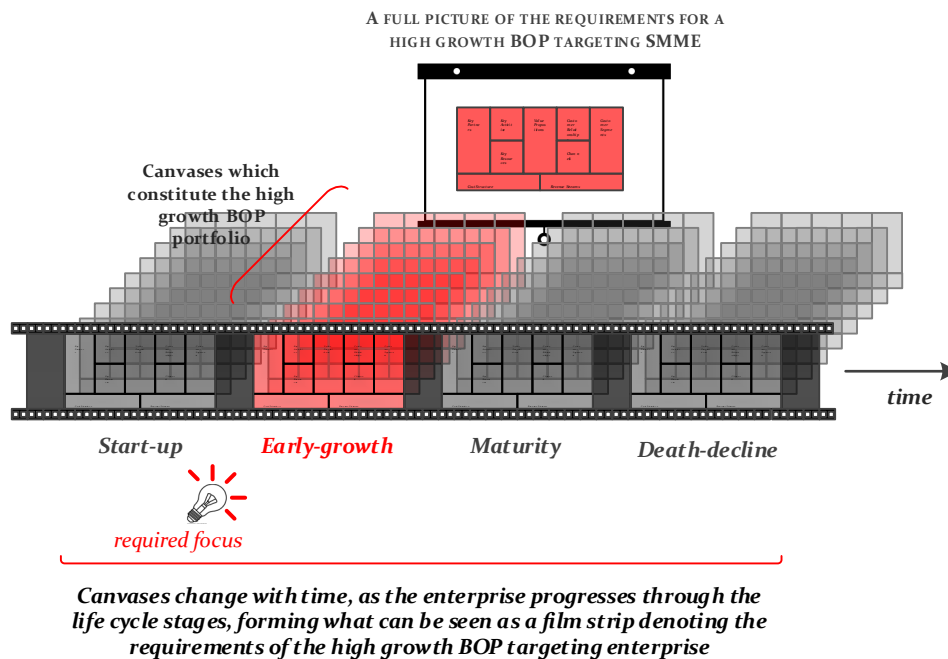 A FULL PICTURE OF THE REQUIREMENTS FOR A
HIGH GROWTH BOP TARGETING SMME
Canvases which
constitute the high
growth BOP
portfolio
time
Start-up
Early-growth
Maturity
Death-decline
required focus
Canvases change with time, as the enterprise progresses through the
life cycle stages, forming what can be seen as a film strip denoting the
requirements of the high growth BOP targeting enterprise